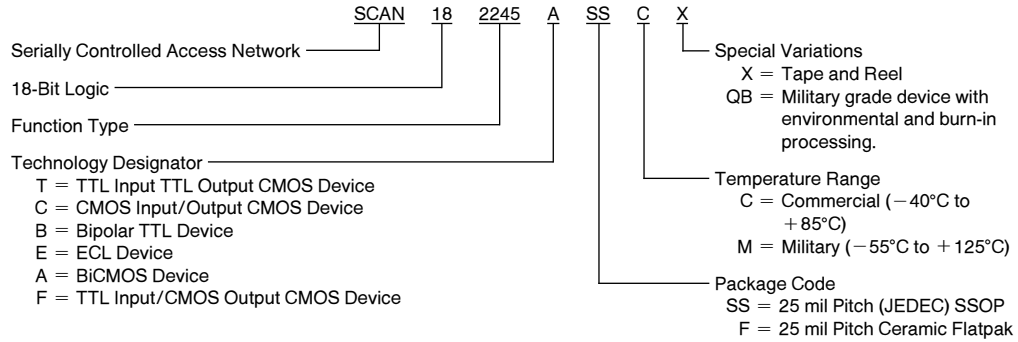 SCAN 18 2245 A SS C X
Serially Controlled Access Network
18-Bit Logic
Function Type
Technology Designator
T = TTL Input TTL Output CMOS Device
C = CMOS Input/Output CMOS Device
B = Bipolar TTL Device
E = ECL Device
A = BiCMOS Device
F = TTL Input/CMOS Output CMOS Device
Special Variations
X = Tape and Reel
QB = Military grade device with
environmental and burn-in
processing.
Temperature Range
C = Commercial (−40°C to
+85°C)
M = Military (−55°C to +125°C)
Package Code
SS = 25 mil Pitch (JEDEC) SSOP
F = 25 mil Pitch Ceramic Flatpak